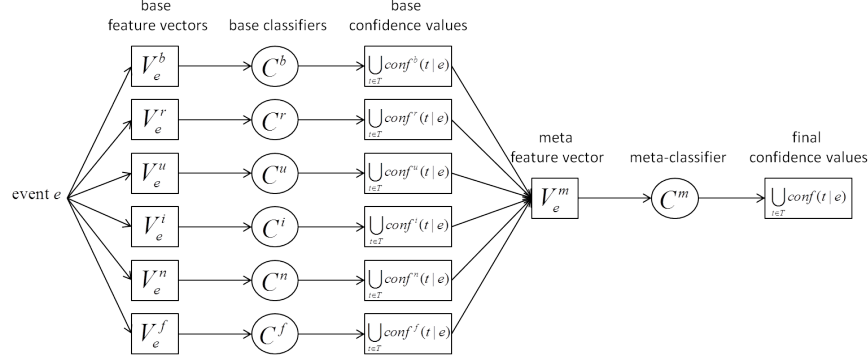 base
feature vectors
base classifiers
base
confidence values
V_e^b
C^b
⋃_{t∈T} conf^b(t | e)
V_e^r
C^r
⋃_{t∈T} conf^r(t | e)
V_e^u
C^u
⋃_{t∈T} conf^u(t | e)
event e
V_e^i
C^i
⋃_{t∈T} conf^i(t | e)
V_e^n
C^n
⋃_{t∈T} conf^n(t | e)
V_e^f
C^f
⋃_{t∈T} conf^f(t | e)
meta
feature vector
V_e^m
meta-classifier
C^m
final
confidence values
⋃_{t∈T} conf(t | e)